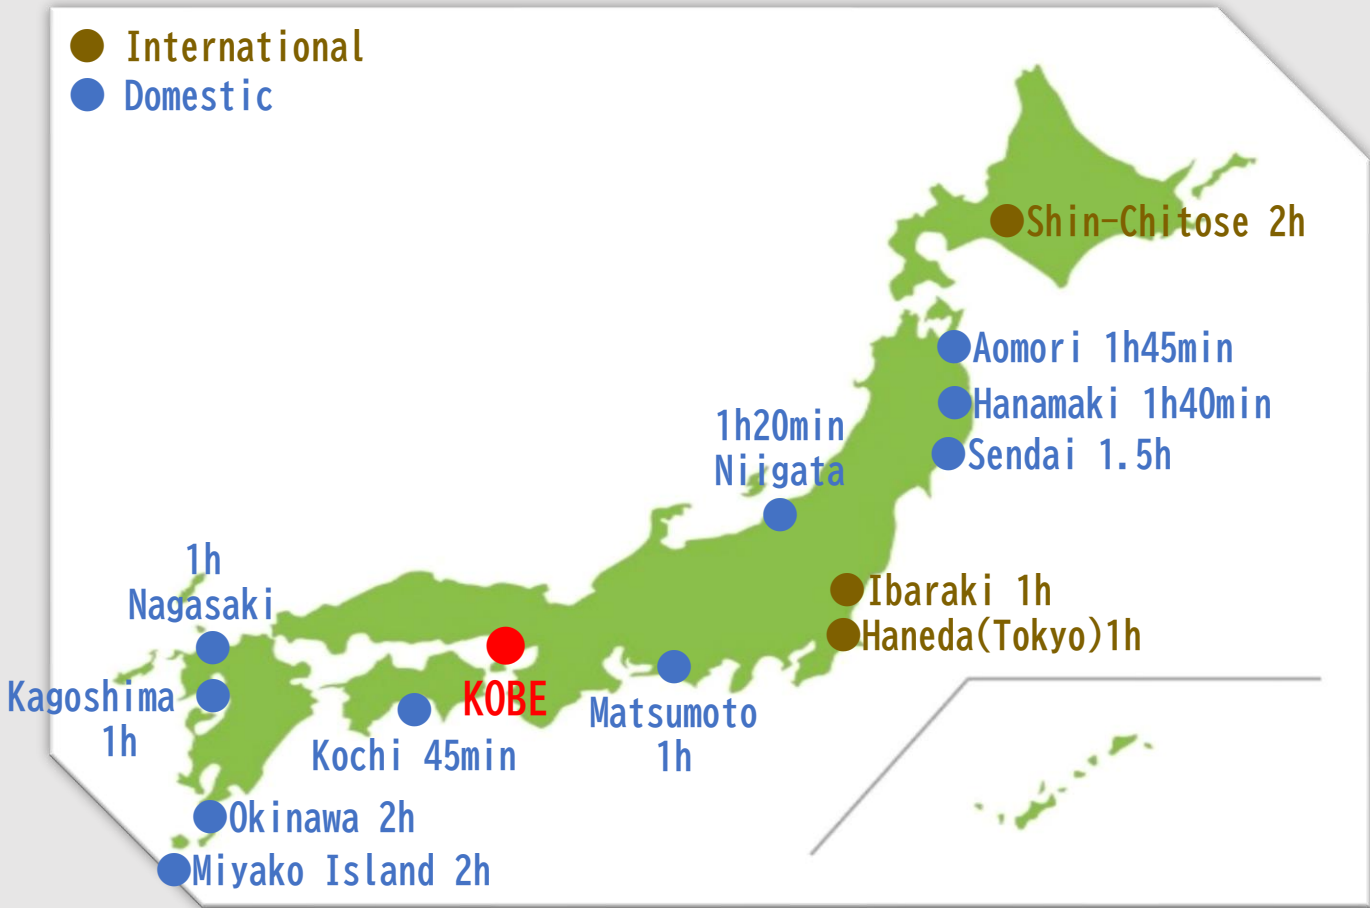 International
Domestic
Shin-Chitose 2h
Aomori 1h45min
Hanamaki 1h40min
1h20min
Niigata
Sendai 1.5h
1h
Nagasaki
Ibaraki 1h
Haneda(Tokyo)1h
Kagoshima
1h
KOBE
Matsumoto
1h
Kochi 45min
Okinawa 2h
Miyako Island 2h